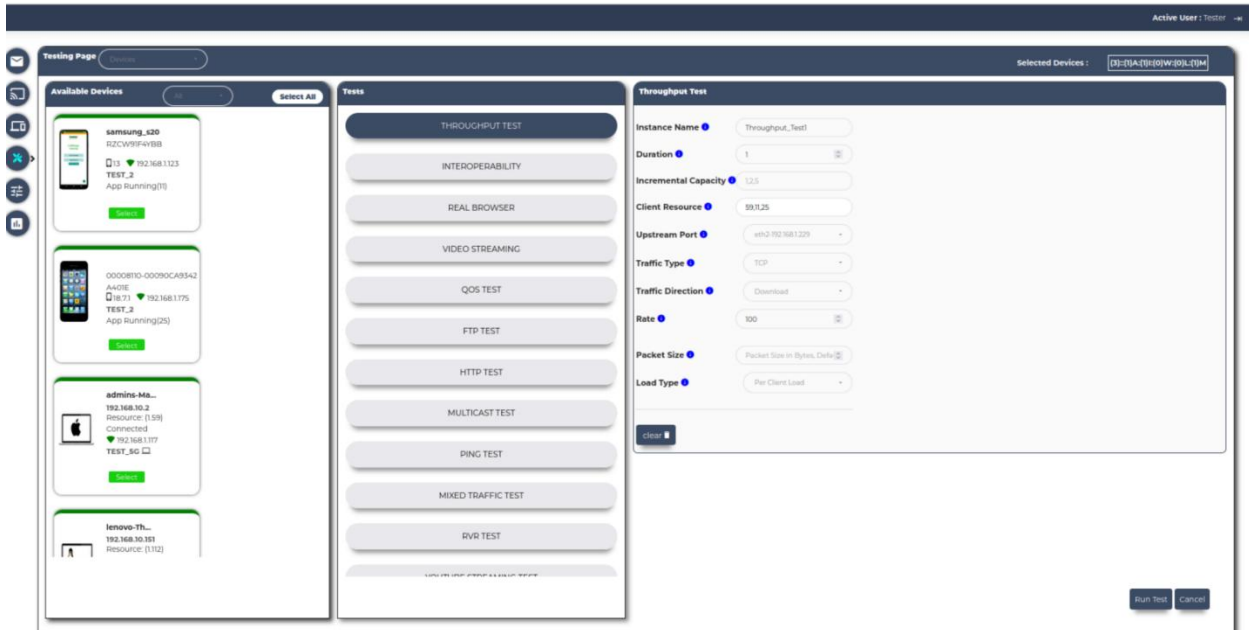 Active User : Tester
Testing Page
Devices
Selected Devices :
(3)::(1)A:(1)I:(0)W:(0)L:(1)M
Available Devices
All
Select All
samsung_s20
RZCW91F4YBB
13 192.168.1.123
TEST_2
App Running(11)
Select
00008110-00090CA9342
A401E
18.7.1 192.168.1.175
TEST_2
App Running(25)
Select
admins-Ma...
192.168.10.2
Resource: (1.59)
Connected
192.168.1.117
TEST_5G
Select
lenovo-Th...
192.168.10.151
Resource: (1.112)
Tests
THROUGHPUT TEST
INTEROPERABILITY
REAL BROWSER
VIDEO STREAMING
QOS TEST
FTP TEST
HTTP TEST
MULTICAST TEST
PING TEST
MIXED TRAFFIC TEST
RVR TEST
YOUTUBE STREAMING TEST
Throughput Test
Instance Name
Throughput_Test1
Duration
1
Incremental Capacity
1,2,5
Client Resource
59,11,25
Upstream Port
eth2-192.168.1.229
Traffic Type
TCP
Traffic Direction
Download
Rate
100
Packet Size
Packet Size in Bytes, Defa
Load Type
Per Client Load
clear
Run Test
Cancel